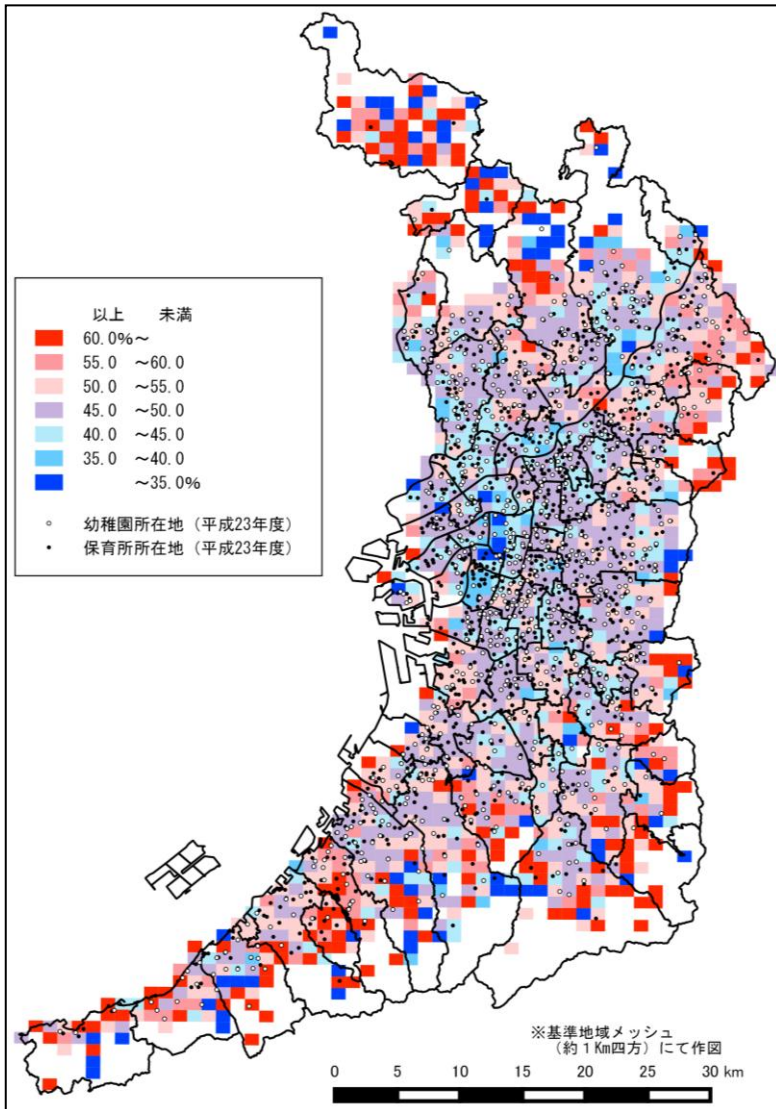 以上 未満
60.0%～
55.0 ～60.0
50.0 ～55.0
45.0 ～50.0
40.0 ～45.0
35.0 ～40.0
～35.0%
○ 幼稚園所在地（平成23年度）
• 保育所所在地（平成23年度）
※基準地域メッシュ
（約１Km四方）にて作図
0 5 10 15 20 25 30 km